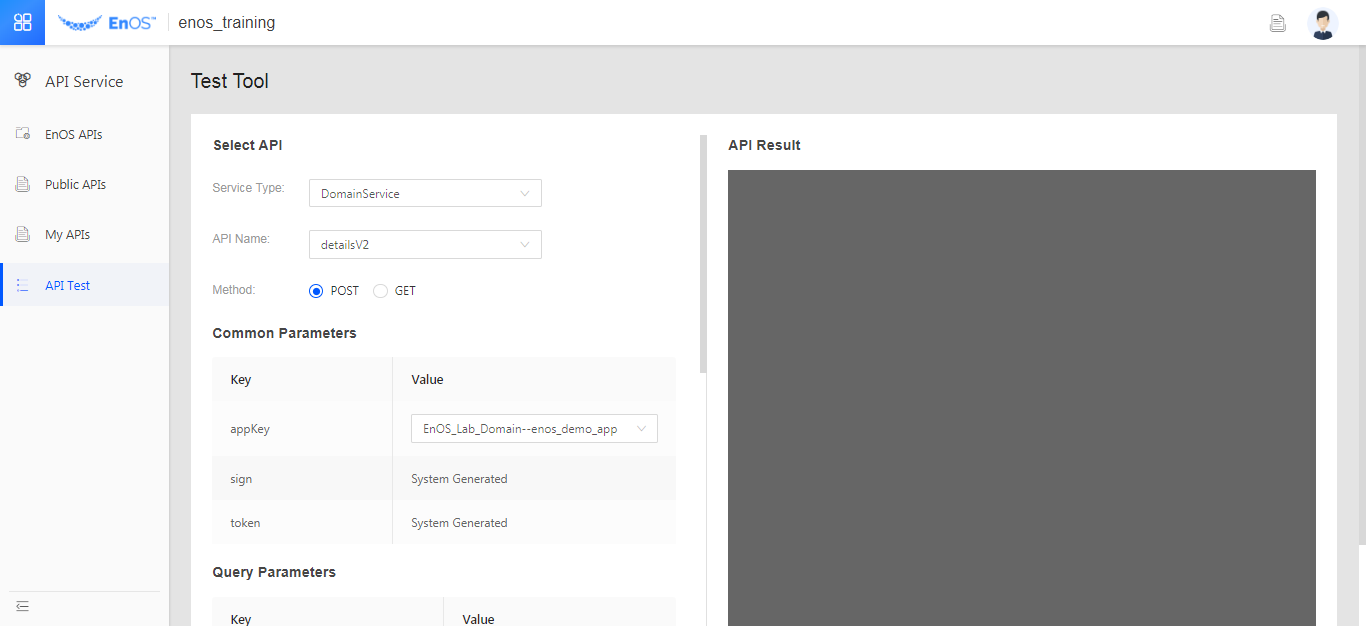 EnOS™ enos_training
API Service
EnOS APIs
Public APIs
My APIs
API Test
Test Tool
Select API
Service Type: DomainService
API Name: detailsV2
Method: POST GET
Common Parameters
Key Value
appKey EnOS_Lab_Domain--enos_demo_app
sign System Generated
token System Generated
Query Parameters
Key Value
API Result